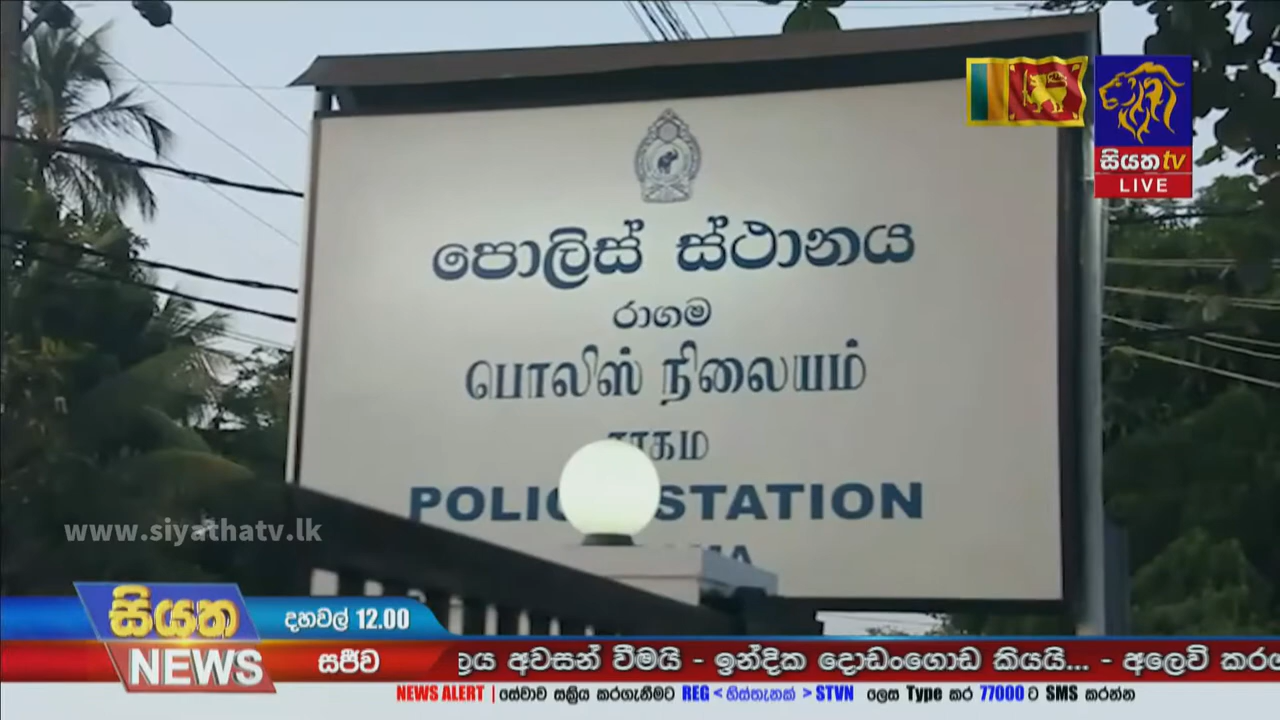 සියත tv
LIVE
පොලිස් ස්ථානය
රාගම
பொலிஸ் நிலையம்
POLIC STATION
www.siyathatv.lk
සියත දහවල් 12.00
NEWS සජීව
අවසන් වීමයි - ඉන්දික දොඩංගොඩ කියයි... - අලෙවි
NEWS ALERT | සේවාව සක්‍රිය කරගැනීමට REG < හිස්තැනක් > STVN ලෙස Type කර 77000 ට SMS කරන්න